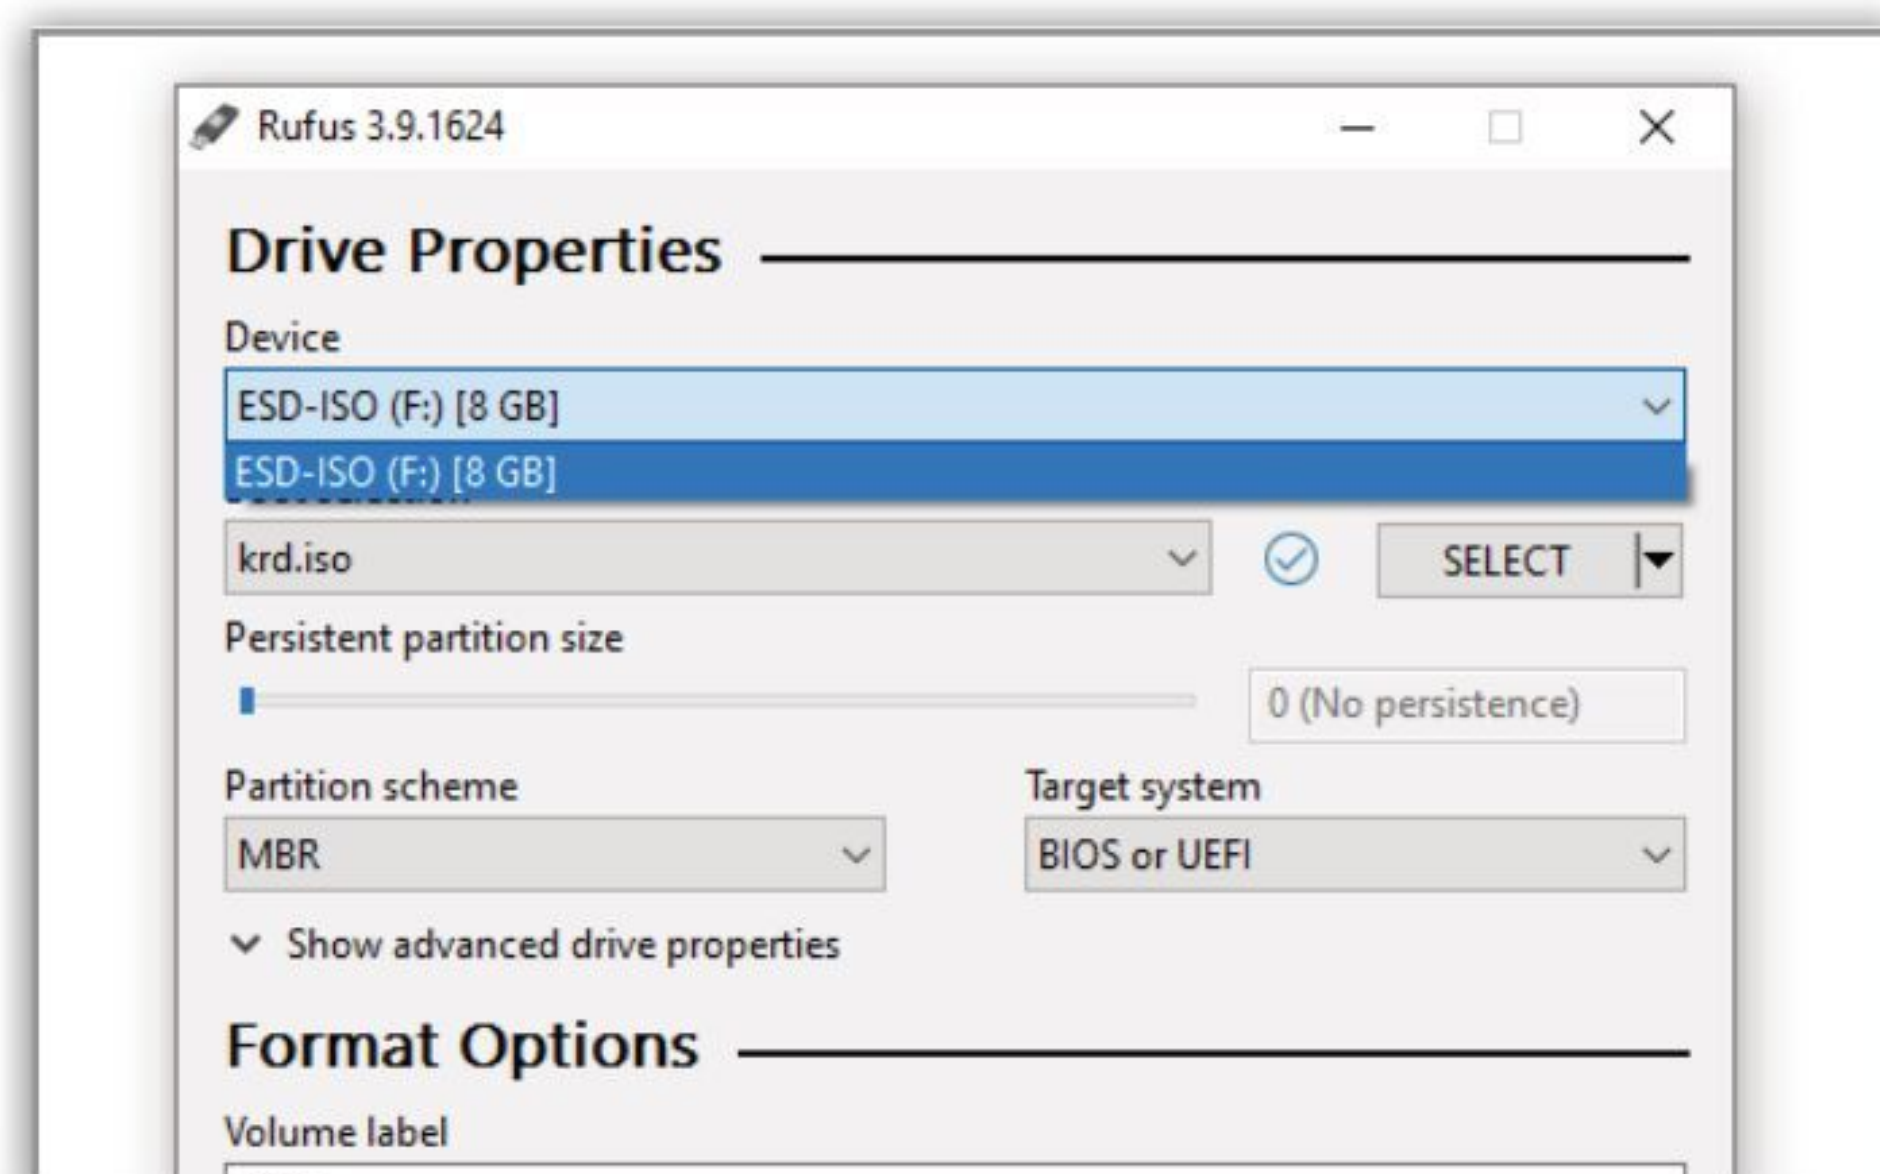 Rufus 3.9.1624
Drive Properties
Device
ESD-ISO (F:) [8 GB]
ESD-ISO (F:) [8 GB]
krd.iso
SELECT
Persistent partition size
0 (No persistence)
Partition scheme
Target system
MBR
BIOS or UEFI
Show advanced drive properties
Format Options
Volume label